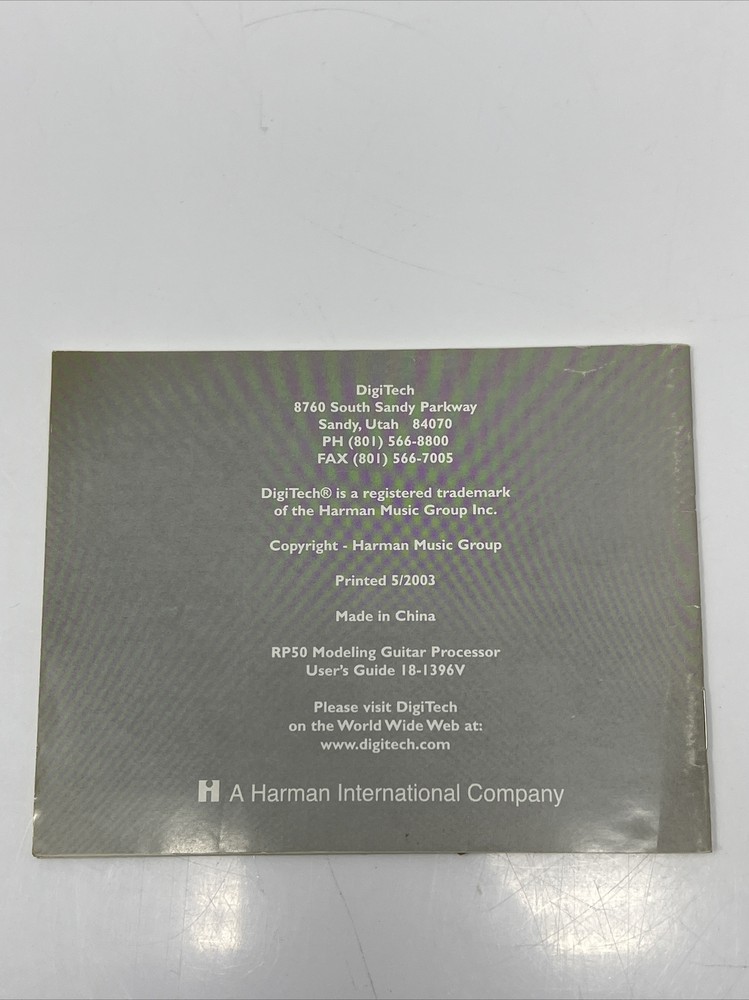 DigiTech
8760 South Sandy Parkway
Sandy, Utah 84070
PH (801) 566-8800
FAX (801) 566-7005
DigiTech® is a registered trademark
of the Harman Music Group Inc.
Copyright - Harman Music Group
Printed 5/2003
Made in China
RP50 Modeling Guitar Processor
User's Guide 18-1396V
Please visit DigiTech
on the World Wide Web at:
www.digitech.com
A Harman International Company